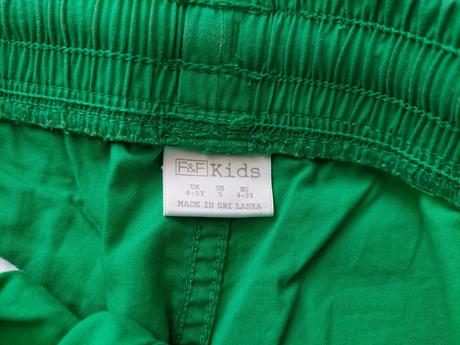 F&F Kids
UK US EU
4-5Y 5 4-5Y
MADE IN SRI LANKA